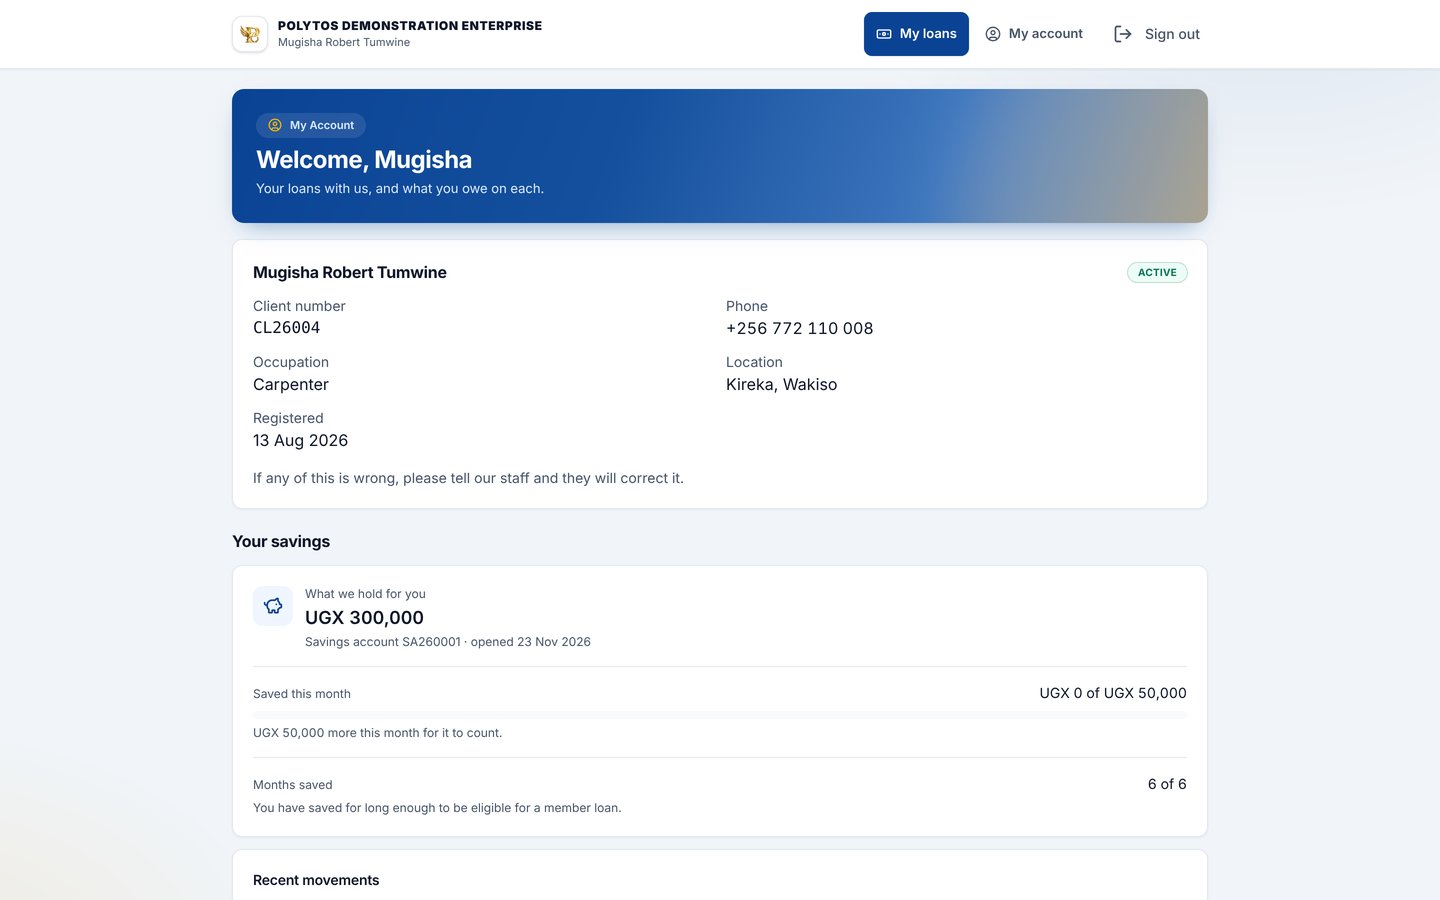 POLYTOS DEMONSTRATION ENTERPRISE
Mugisha Robert Tumwine
My loans
My account
Sign out
My Account
Welcome, Mugisha
Your loans with us, and what you owe on each.
Mugisha Robert Tumwine
ACTIVE
Client number
CL26004
Phone
+256 772 110 008
Occupation
Carpenter
Location
Kireka, Wakiso
Registered
13 Aug 2026
If any of this is wrong, please tell our staff and they will correct it.
Your savings
What we hold for you
UGX 300,000
Savings account SA260001 · opened 23 Nov 2026
Saved this month
UGX 0 of UGX 50,000
UGX 50,000 more this month for it to count.
Months saved
6 of 6
You have saved for long enough to be eligible for a member loan.
Recent movements